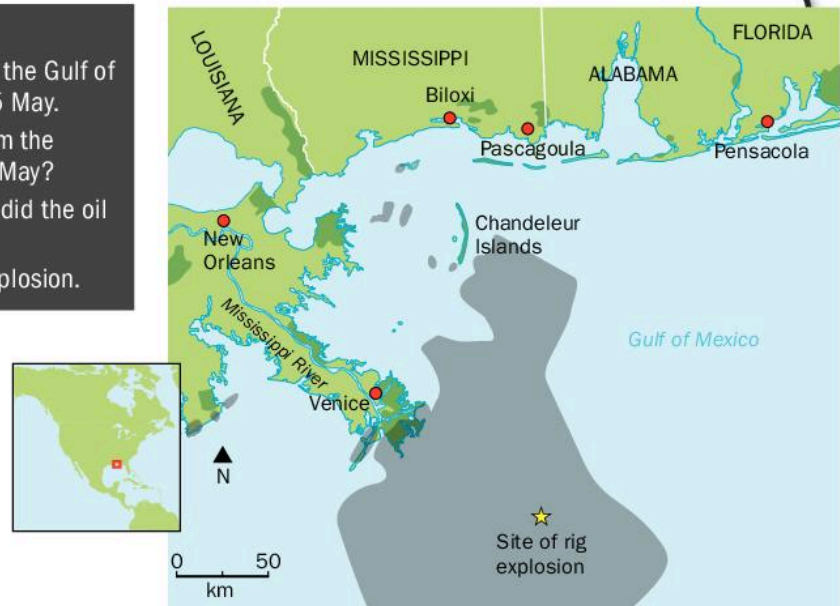 the Gulf of
May.
m the
May?
did the oil
plosion.
LOUISIANA
MISSISSIPPI
ALABAMA
FLORIDA
Biloxi
Pascagoula
Pensacola
Chandeleur
Islands
New
Orleans
Mississippi River
Gulf of Mexico
Venice
N
Site of rig
explosion
0 50
km